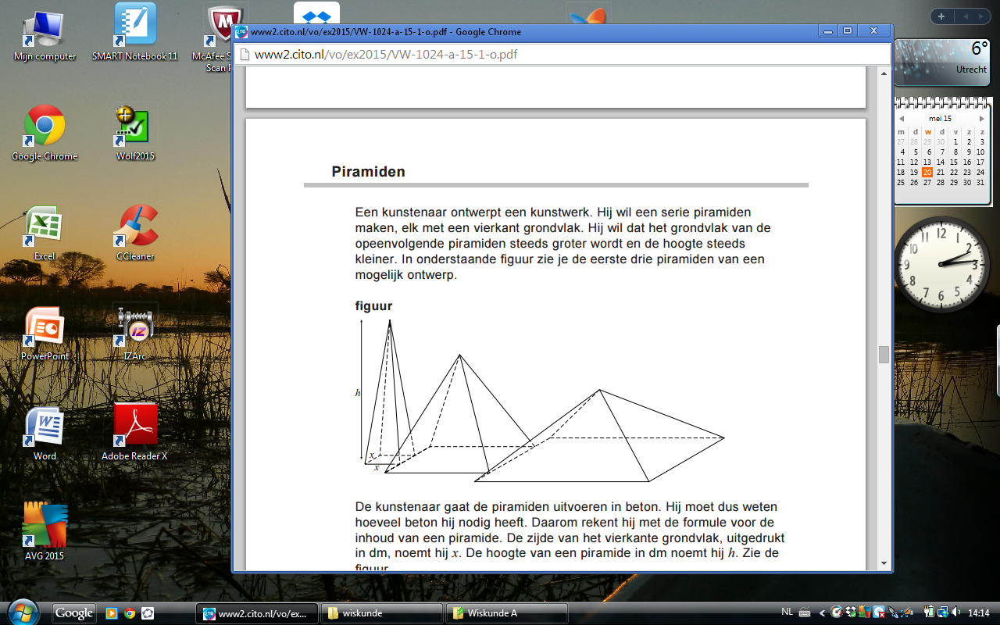 Mijn computer
SMART Notebook 11
McAfee S
Scan P
Google Chrome
Wolf2015
Excel
CCleaner
PowerPoint
IZArc
IZ
Word
Adobe Reader X
AVG 2015
CITO www2.cito.nl/vo/ex2015/VW-1024-a-15-1-o.pdf - Google Chrome
www2.cito.nl/vo/ex2015/VW-1024-a-15-1-o.pdf
Piramiden
Een kunstenaar ontwerpt een kunstwerk. Hij wil een serie piramiden
maken, elk met een vierkant grondvlak. Hij wil dat het grondvlak van de
opeenvolgende piramiden steeds groter wordt en de hoogte steeds
kleiner. In onderstaande figuur zie je de eerste drie piramiden van een
mogelijk ontwerp.
figuur
h
x
x
De kunstenaar gaat de piramiden uitvoeren in beton. Hij moet dus weten
hoeveel beton hij nodig heeft. Daarom rekent hij met de formule voor de
inhoud van een piramide. De zijde van het vierkante grondvlak, uitgedrukt
in dm, noemt hij x. De hoogte van een piramide in dm noemt hij h. Zie de
figuur
6°
Utrecht
mei 15
m d w d v z z
27 28 29 30 1 2 3
4 5 6 7 8 9 10
11 12 13 14 15 16 17
18 19 20 21 22 23 24
25 26 27 28 29 30 31
12 1 2 3 4 5 6 7 8 9 10 11
Google
www2.cito.nl/vo/ex...
wiskunde
Wiskunde A
NL
14:14